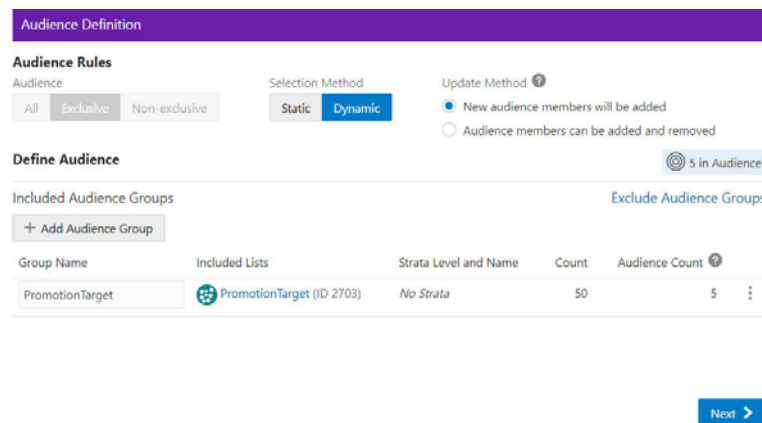 Audience Definition
Audience Rules
Audience Selection Method Update Method ?
All Exclusive Non-exclusive Static Dynamic New audience members will be added
Audience members can be added and removed
Define Audience 5 in Audience
Included Audience Groups Exclude Audience Groups
+ Add Audience Group
Group Name Included Lists Strata Level and Name Count Audience Count ?
PromotionTarget PromotionTarget (ID 2703) No Strata 50 5
Next